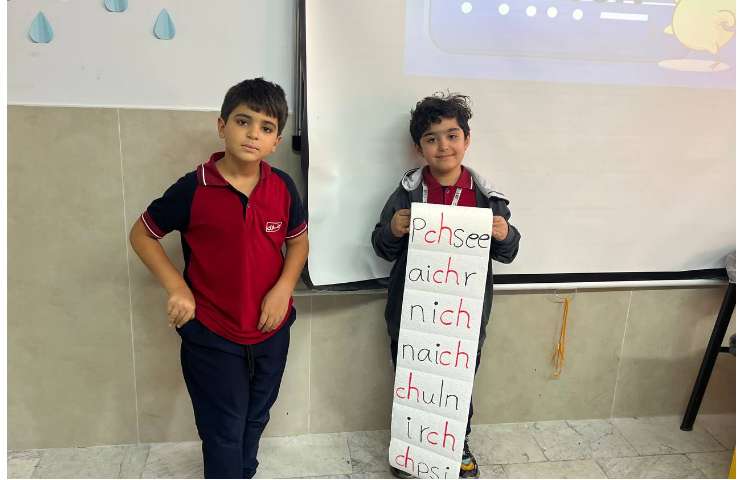 Pchsee
aichr
nich
naich
chuln
irch
chpsi